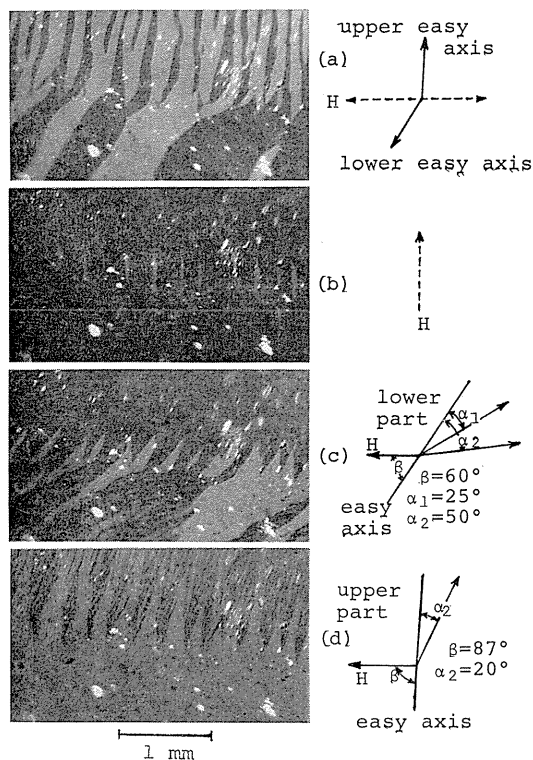 upper easy
axis
(a)
H
lower easy axis
(b)
H
lower
part
α1
α2
H
(c)
β
β=60°
α1=25°
α2=50°
easy
axis
upper
part
α2
(d)
β=87°
α2=20°
H
β
easy axis
1 mm